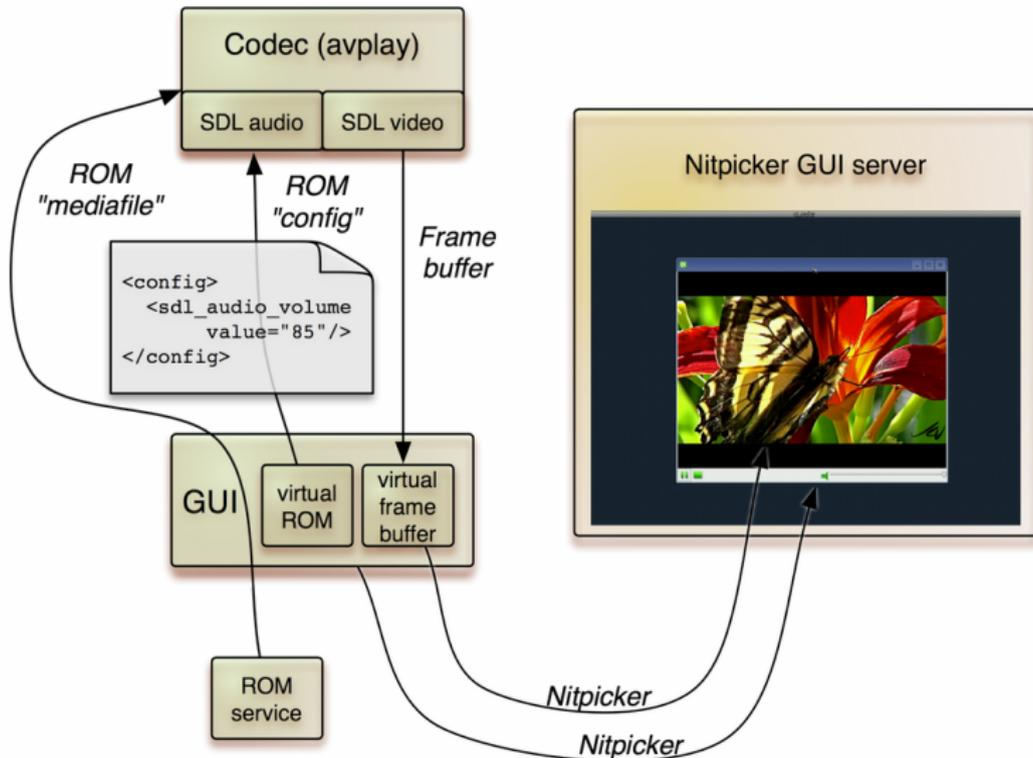 Codec (avplay)
SDL audio
SDL video
ROM
"mediafile"
ROM
"config"
Frame
buffer
<config>
<sdl_audio_volume
value="85"/>
</config>
GUI
virtual
ROM
virtual
frame
buffer
ROM
service
Nitpicker
Nitpicker
Nitpicker GUI server